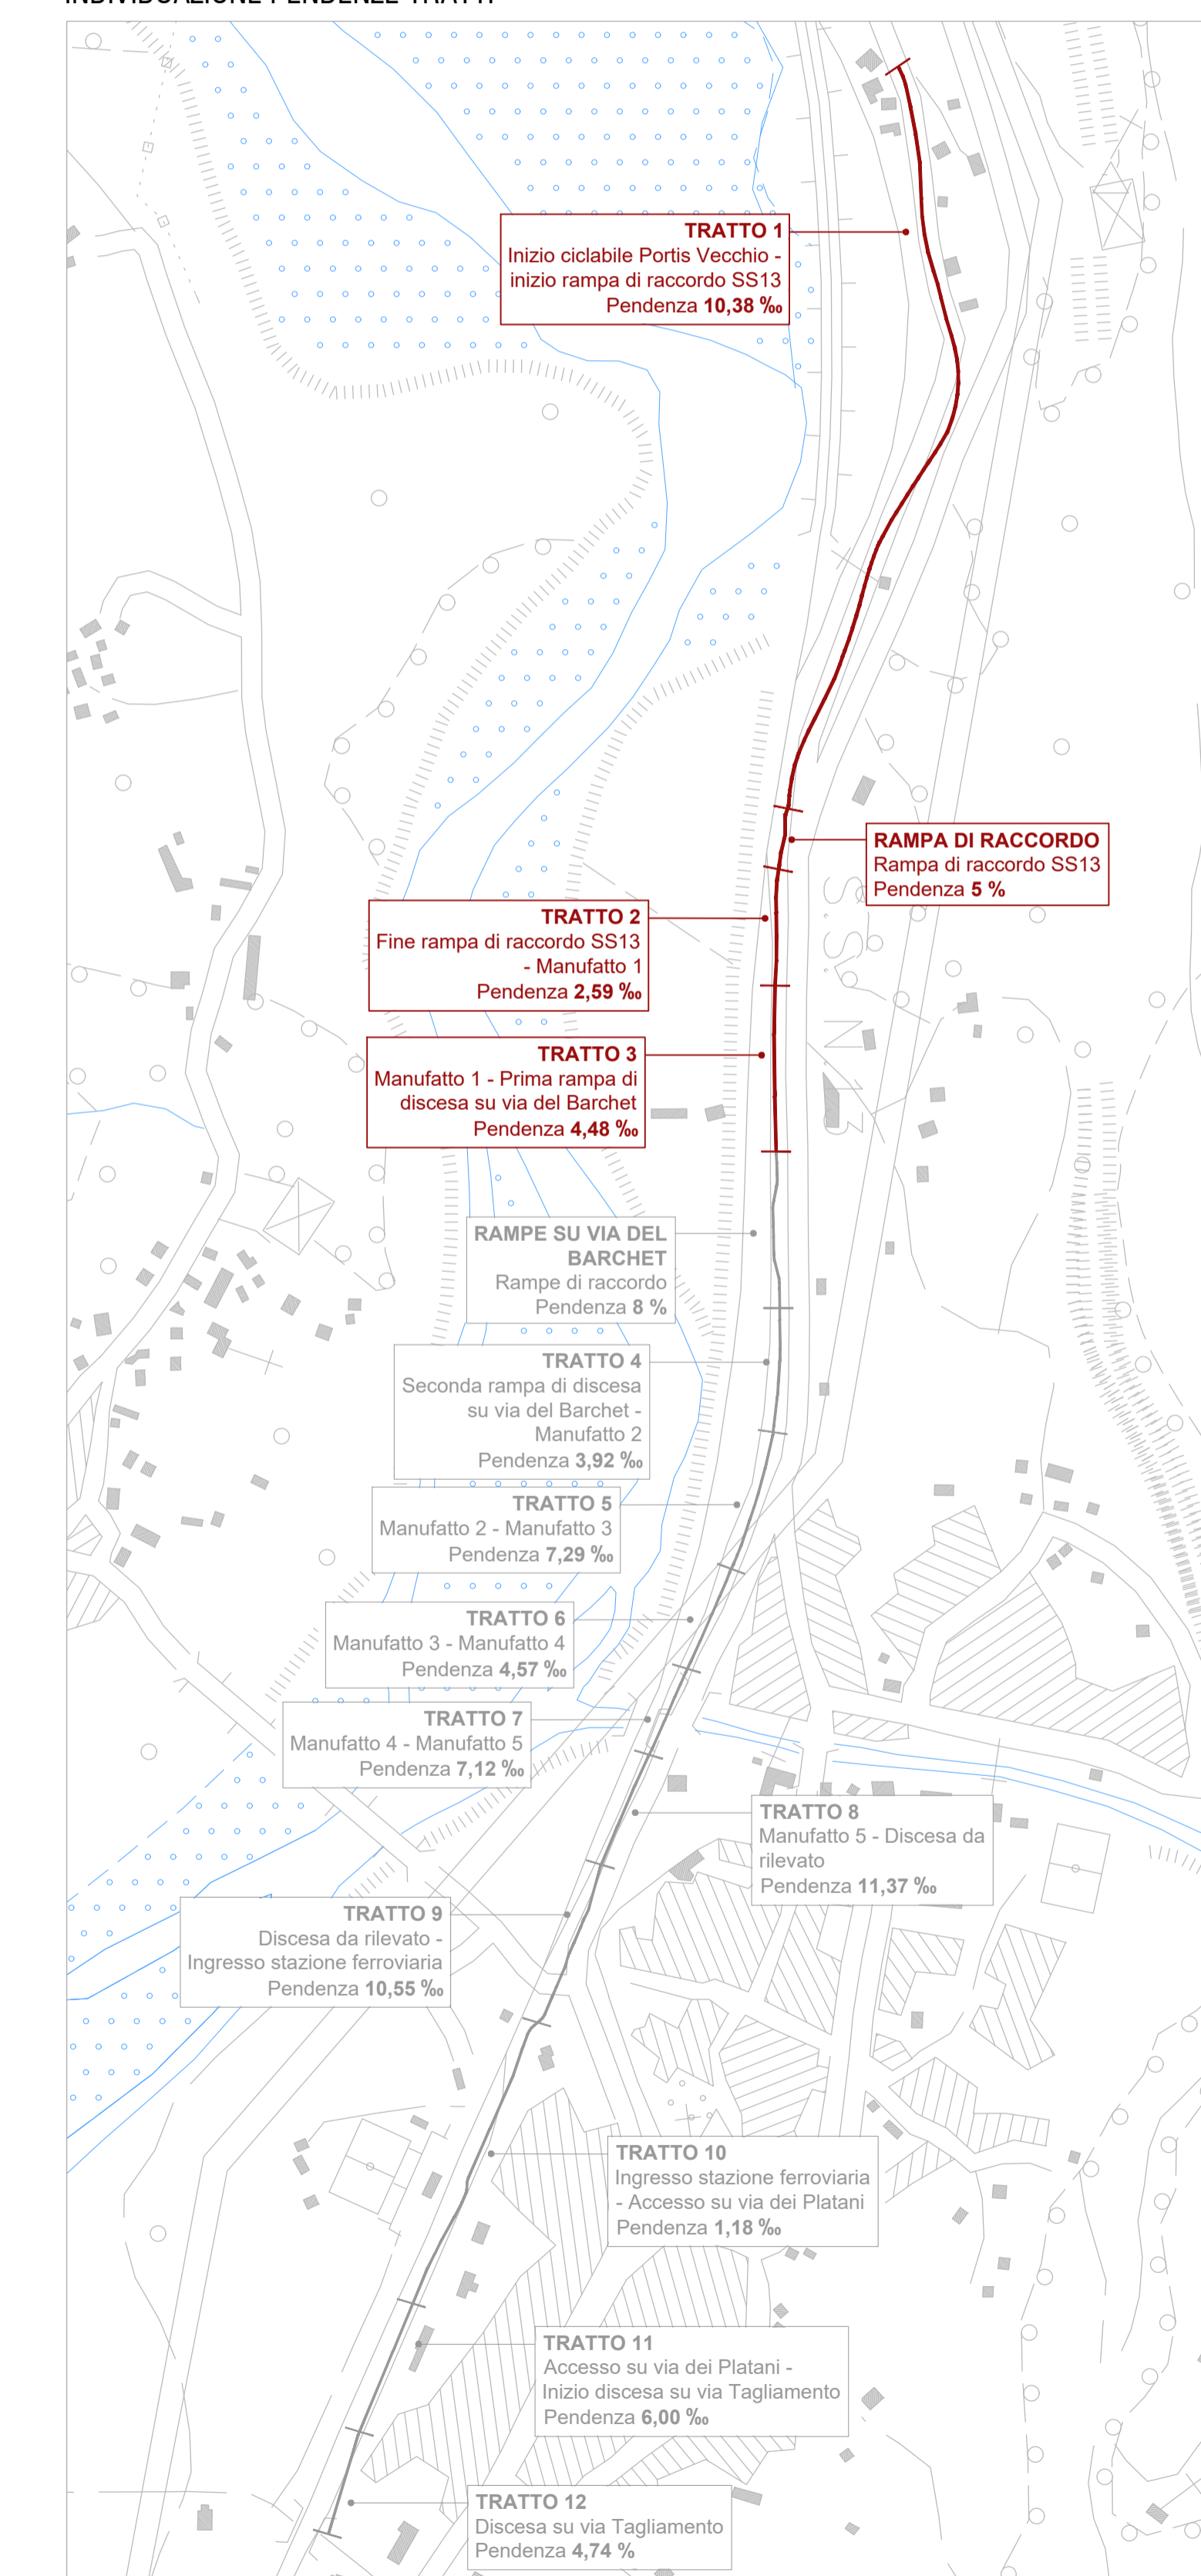 INDIVIDUAZIONE PENDENZE TRATTI
TRATTO 1
Inizio ciclabile Portis Vecchio -
inizio rampa di raccordo SS13
Pendenza 10,38 ‰
RAMPA DI RACCORDO
Rampa di raccordo SS13
Pendenza 5 %
TRATTO 2
Fine rampa di raccordo SS13
- Manufatto 1
Pendenza 2,59 ‰
S.S. N. 13
TRATTO 3
Manufatto 1 - Prima rampa di
discesa su via del Barchet
Pendenza 4,48 ‰
RAMPE SU VIA DEL
BARCHET
Rampe di raccordo
Pendenza 8 %
TRATTO 4
Seconda rampa di discesa
su via del Barchet -
Manufatto 2
Pendenza 3,92 ‰
TRATTO 5
Manufatto 2 - Manufatto 3
Pendenza 7,29 ‰
TRATTO 6
Manufatto 3 - Manufatto 4
Pendenza 4,57 ‰
TRATTO 7
Manufatto 4 - Manufatto 5
Pendenza 7,12 ‰
TRATTO 8
Manufatto 5 - Discesa da
rilevato
Pendenza 11,37 ‰
TRATTO 9
Discesa da rilevato -
Ingresso stazione ferroviaria
Pendenza 10,55 ‰
TRATTO 10
Ingresso stazione ferroviaria
- Accesso su via dei Platani
Pendenza 1,18 ‰
TRATTO 11
Accesso su via dei Platani -
Inizio discesa su via Tagliamento
Pendenza 6,00 ‰
TRATTO 12
Discesa su via Tagliamento
Pendenza 4,74 %